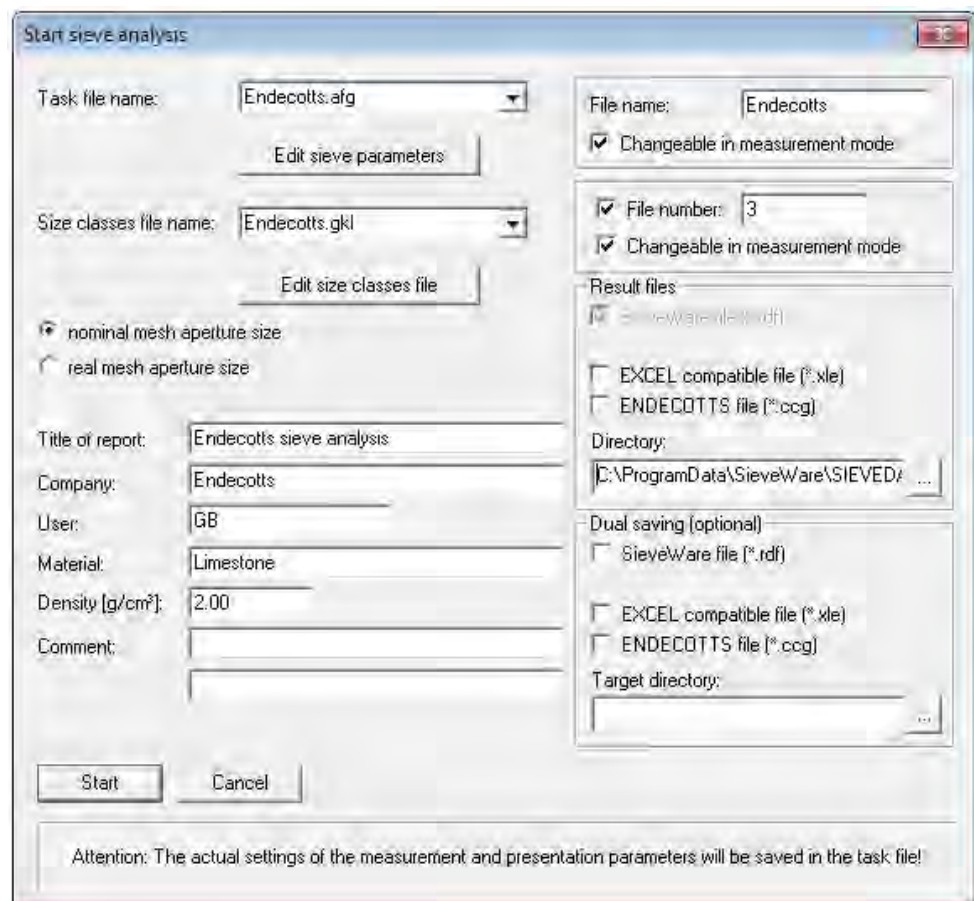 Start sieve analysis
Task file name:
Endecotts.afg
Edit sieve parameters
Size classes file name:
Endecotts.gkl
Edit size classes file
nominal mesh aperture size
real mesh aperture size
Title of report:
Endecotts sieve analysis
Company:
Endecotts
User:
GB
Material:
Limestone
Density [g/cm³]:
2.00
Comment:
File name:
Endecotts
Changeable in measurement mode
File number:
3
Changeable in measurement mode
Result files
EXCEL compatible file (*.xle)
ENDECOTTS file (*.ccg)
Directory:
C:\ProgramData\SieveWare\SIEVEDA
...
Dual saving (optional)
SieveWare file (*.rdf)
EXCEL compatible file (*.xle)
ENDECOTTS file (*.ccg)
Target directory:
...
Start
Cancel
Attention: The actual settings of the measurement and presentation parameters will be saved in the task file!